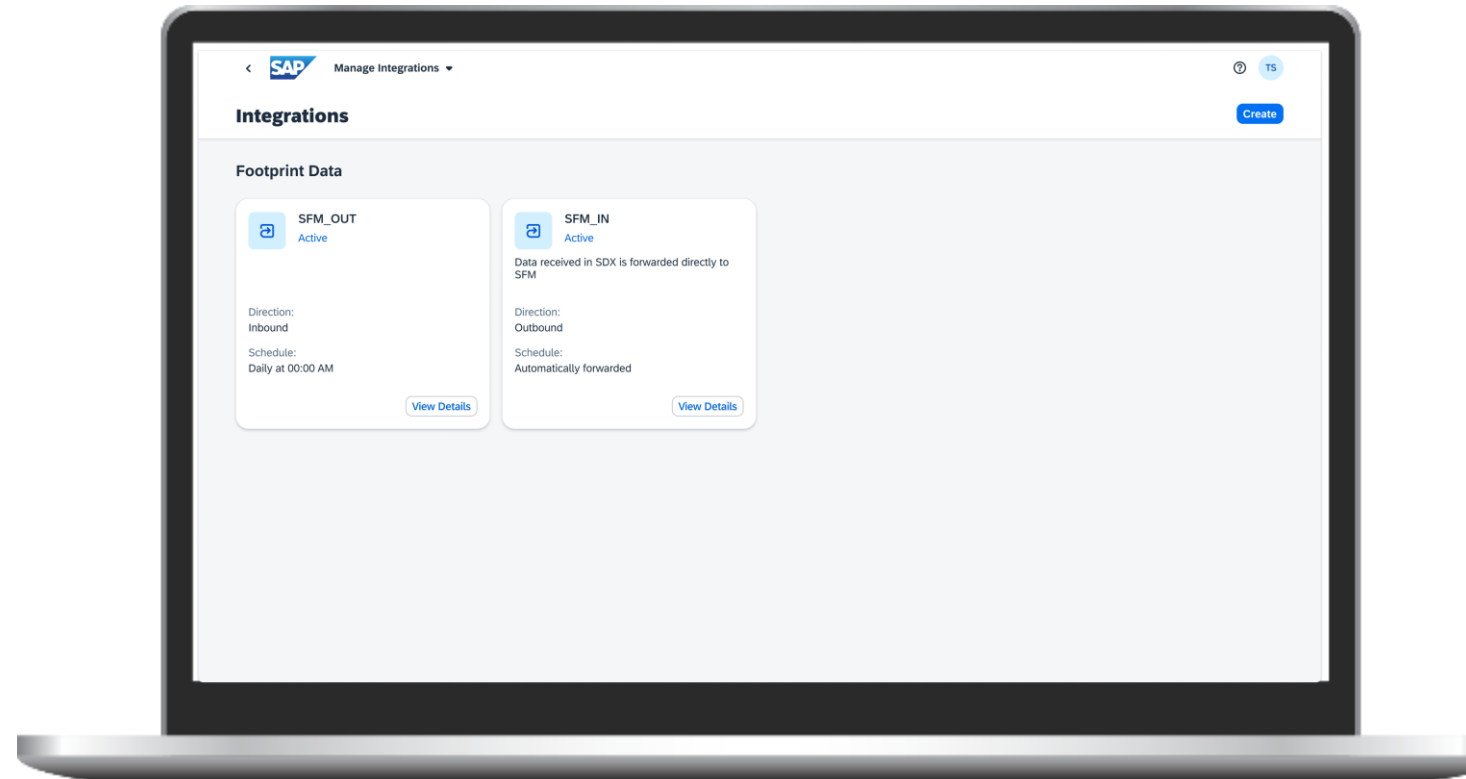 SAP
Manage Integrations
TS
Integrations
Create
Footprint Data
SFM_OUT
Active
Direction:
Inbound
Schedule:
Daily at 00:00 AM
View Details
SFM_IN
Active
Data received in SDX is forwarded directly to
SFM
Direction:
Outbound
Schedule:
Automatically forwarded
View Details